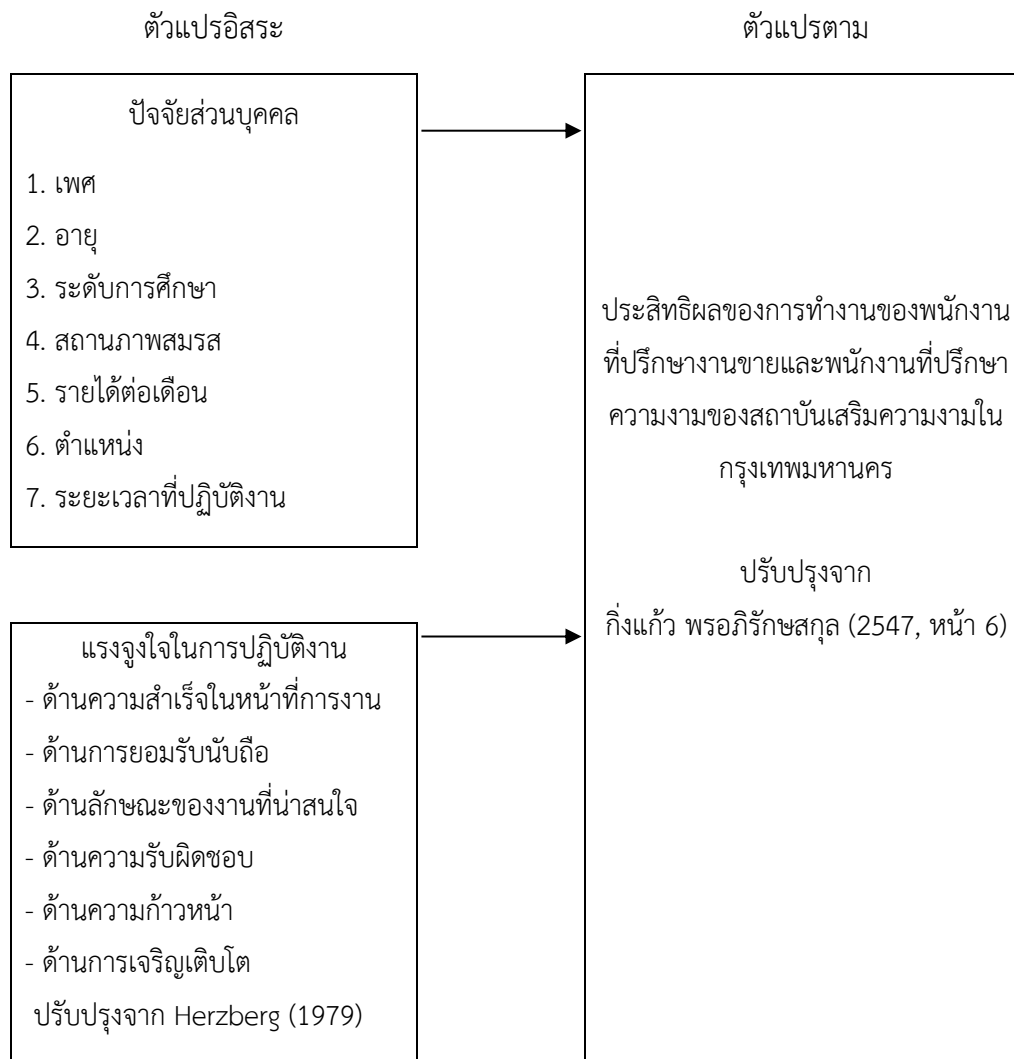 ตัวแปรอิสระ
ตัวแปรตาม
ปัจจัยส่วนบุคคล
1. เพศ
2. อายุ
3. ระดับการศึกษา
4. สถานภาพสมรส
5. รายได้ต่อเดือน
6. ตำแหน่ง
7. ระยะเวลาที่ปฏิบัติงาน
แรงจูงใจในการปฏิบัติงาน
- ด้านความสำเร็จในหน้าที่การงาน
- ด้านการยอมรับนับถือ
- ด้านลักษณะของงานที่น่าสนใจ
- ด้านความรับผิดชอบ
- ด้านความก้าวหน้า
- ด้านการเจริญเติบโต
ปรับปรุงจาก Herzberg (1979)
ประสิทธิผลของการทำงานของพนักงาน
ที่ปรึกษางานขายและพนักงานที่ปรึกษา
ความงามของสถาบันเสริมความงามใน
กรุงเทพมหานคร
ปรับปรุงจาก
กิ่งแก้ว พรอภิรักษสกุล (2547, หน้า 6)